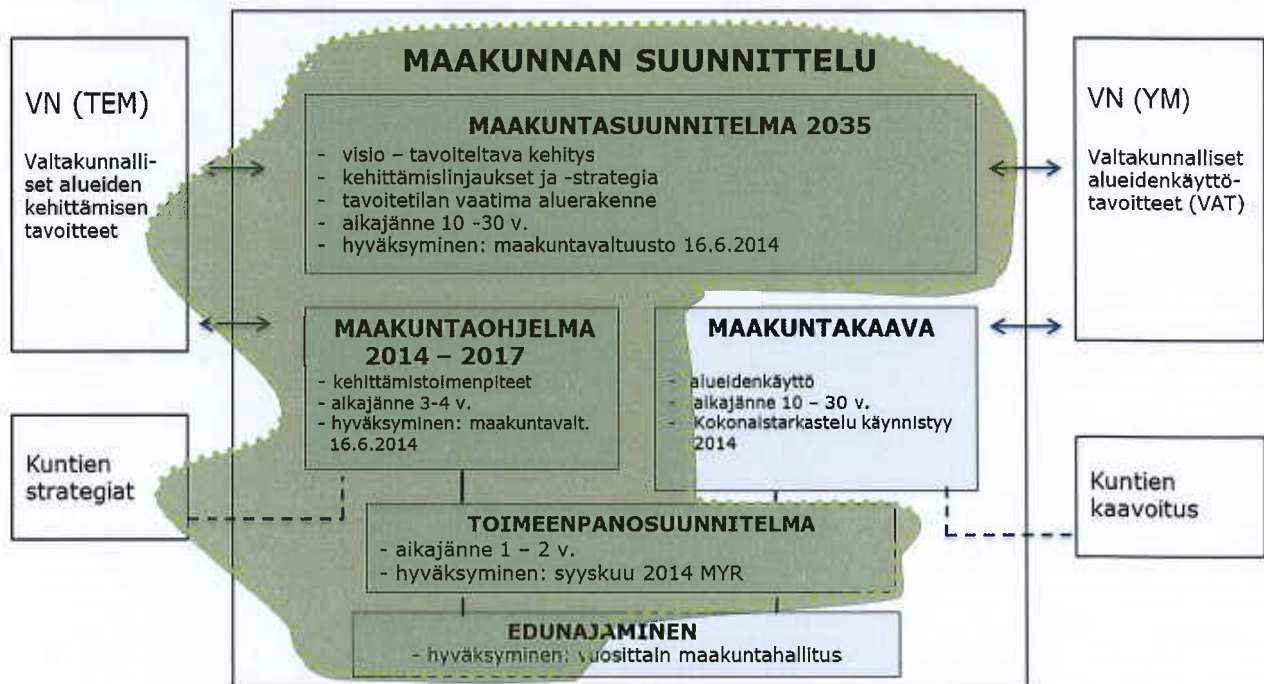 MAAKUNNAN SUUNNITTELU
VN (TEM)
Valtakunnalli-
set alueiden
kehittämisen
tavoitteet
MAAKUNTASUUNNITELMA 2035
- visio – tavoiteltava kehitys
- kehittämislinjaukset ja -strategia
- tavoitetilan vaatima aluerakenne
- aikajänne 10 -30 v.
- hyväksyminen: maakuntavaltuusto 16.6.2014
VN (YM)
Valtakunnalliset
alueidenkäyttö-
tavoitteet (VAT)
MAAKUNTAOHJELMA
2014 – 2017
- kehittämistoimenpiteet
- aikajänne 3-4 v.
- hyväksyminen: maakuntavalt.
16.6.2014
MAAKUNTAKAAVA
- alueidenkäyttö
- aikajänne 10 – 30 v.
- Kokonaistarkastelu käynnistyy
2014
Kuntien
strategiat
Kuntien
kaavoitus
TOIMEENPANOSUUNNITELMA
- aikajänne 1 – 2 v.
- hyväksyminen: syyskuu 2014 MYR
EDUNAJAMINEN
- hyväksyminen: vuosittain maakuntahallitus